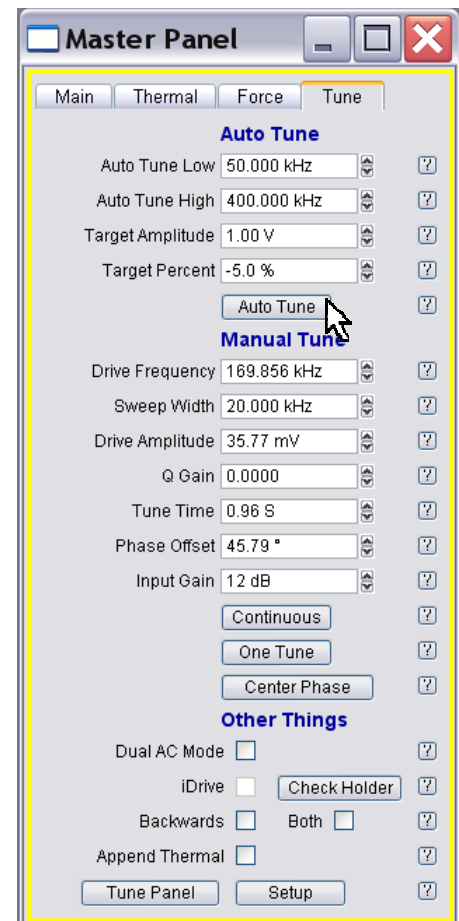 Master Panel
Main Thermal Force Tune
Auto Tune
Auto Tune Low 50.000 kHz ?
Auto Tune High 400.000 kHz ?
Target Amplitude 1.00 V ?
Target Percent -5.0 % ?
Auto Tune ?
Manual Tune
Drive Frequency 169.856 kHz ?
Sweep Width 20.000 kHz ?
Drive Amplitude 35.77 mV ?
Q Gain 0.0000 ?
Tune Time 0.96 S ?
Phase Offset 45.79 ° ?
Input Gain 12 dB ?
Continuous ?
One Tune ?
Center Phase ?
Other Things
Dual AC Mode ?
iDrive Check Holder ?
Backwards Both ?
Append Thermal ?
Tune Panel Setup ?